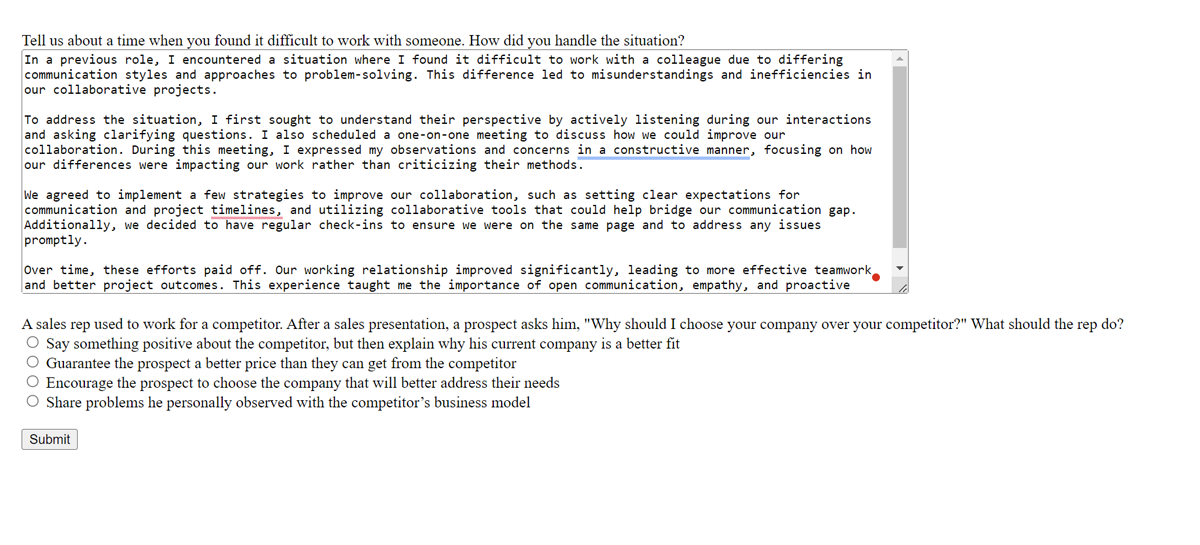 Tell us about a time when you found it difficult to work with someone. How did you handle the situation?
In a previous role, I encountered a situation where I found it difficult to work with a colleague due to differing
communication styles and approaches to problem-solving. This difference led to misunderstandings and inefficiencies in
our collaborative projects.
To address the situation, I first sought to understand their perspective by actively listening during our interactions
and asking clarifying questions. I also scheduled a one-on-one meeting to discuss how we could improve our
collaboration. During this meeting, I expressed my observations and concerns in a constructive manner, focusing on how
our differences were impacting our work rather than criticizing their methods.
We agreed to implement a few strategies to improve our collaboration, such as setting clear expectations for
communication and project timelines, and utilizing collaborative tools that could help bridge our communication gap.
Additionally, we decided to have regular check-ins to ensure we were on the same page and to address any issues
promptly.
Over time, these efforts paid off. Our working relationship improved significantly, leading to more effective teamwork
and better project outcomes. This experience taught me the importance of open communication, empathy, and proactive
A sales rep used to work for a competitor. After a sales presentation, a prospect asks him, "Why should I choose your company over your competitor?" What should the rep do?
Say something positive about the competitor, but then explain why his current company is a better fit
Guarantee the prospect a better price than they can get from the competitor
Encourage the prospect to choose the company that will better address their needs
Share problems he personally observed with the competitor’s business model
Submit